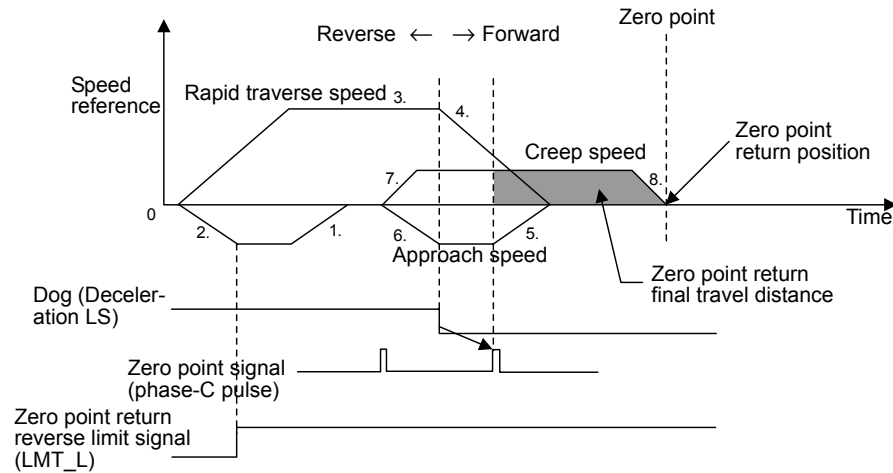 Zero point
Reverse ← → Forward
Speed
reference
Rapid traverse speed 3.
4.
Zero point
return position
Creep speed
7.
8.
0
Time
2.
1.
6.
5.
Approach speed
Zero point return
final travel distance
Dog (Deceler-
ation LS)
Zero point signal
(phase-C pulse)
Zero point return
reverse limit signal
(LMT_L)